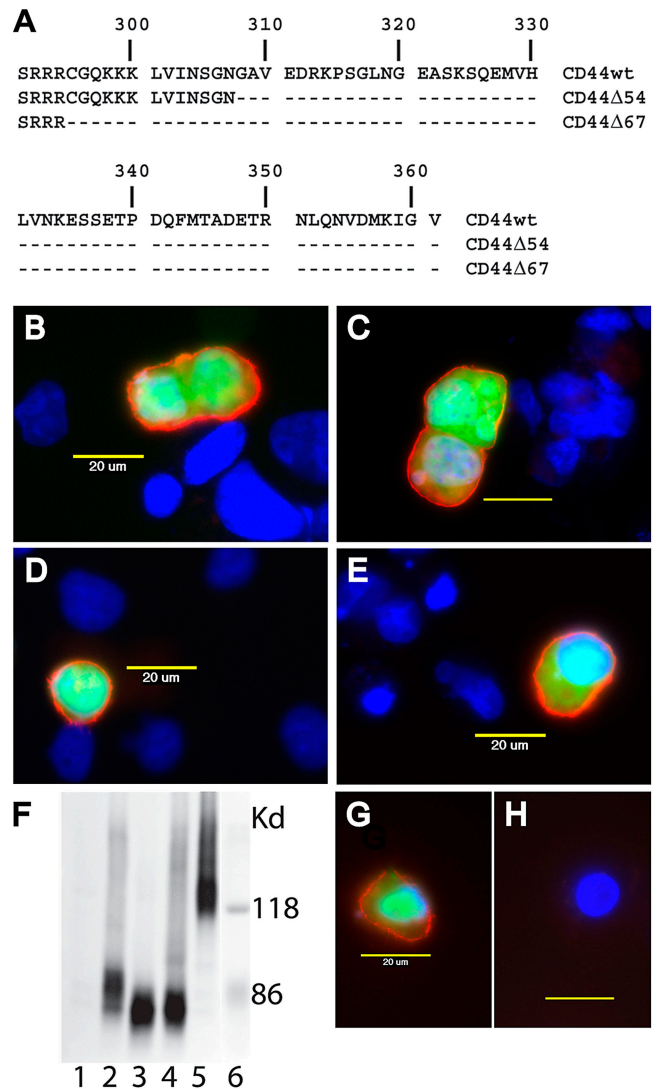 A
300 310 320 330
SRRRCGQKKK LVINSGNGAV EDRKPSGLNG EASKSQEMVH CD44wt
SRRRCGQKKK LVINSGN--- ---------- ---------- CD44Δ54
SRRR------ ---------- ---------- ---------- CD44Δ67
340 350 360
LVNKESSETP DQFMTADETR NLQNVDMKIG V CD44wt
---------- ---------- ---------- - CD44Δ54
---------- ---------- ---------- - CD44Δ67
B
20 um
C
D
20 um
E
20 um
F
Kd
118
86
1 2 3 4 5 6
G
G
20 um
H